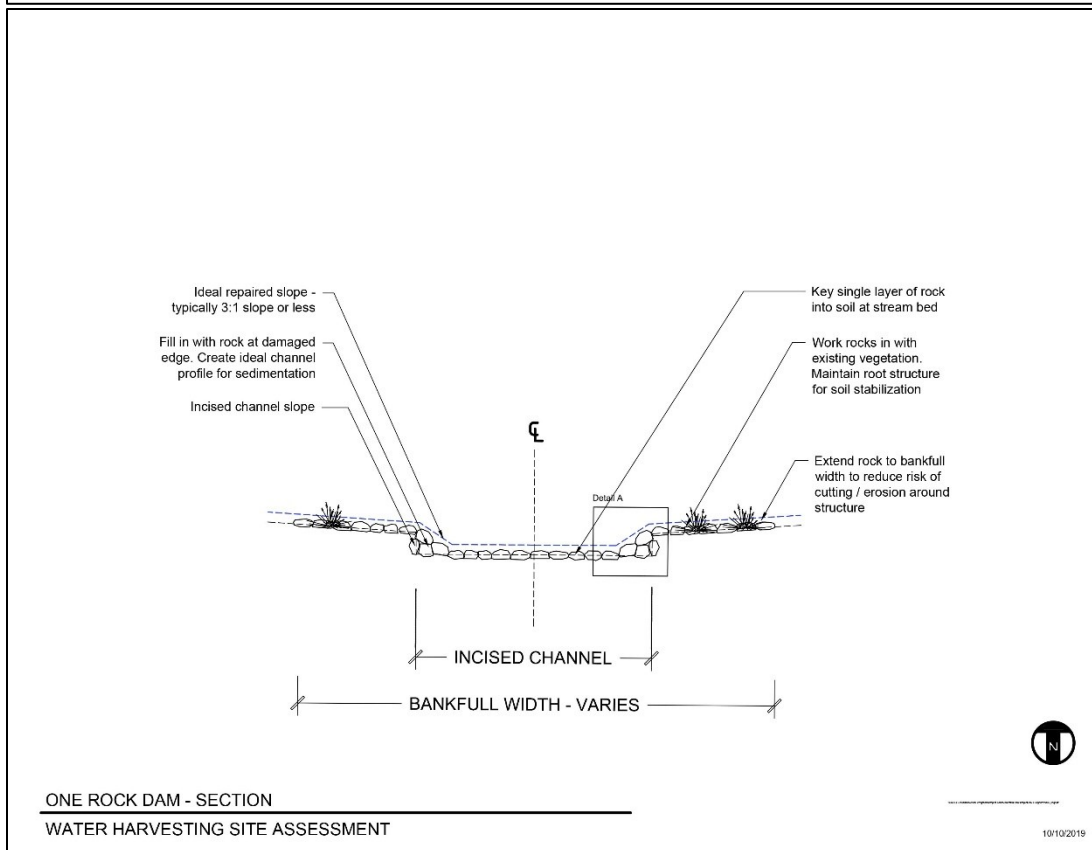 Ideal repaired slope -
typically 3:1 slope or less
Fill in with rock at damaged
edge. Create ideal channel
profile for sedimentation
Incised channel slope
Key single layer of rock
into soil at stream bed
Work rocks in with
existing vegetation.
Maintain root structure
for soil stabilization
Extend rock to bankfull
width to reduce risk of
cutting / erosion around
structure
℄
Detail A
INCISED CHANNEL
BANKFULL WIDTH - VARIES
N
ONE ROCK DAM - SECTION
WATER HARVESTING SITE ASSESSMENT
10/10/2019